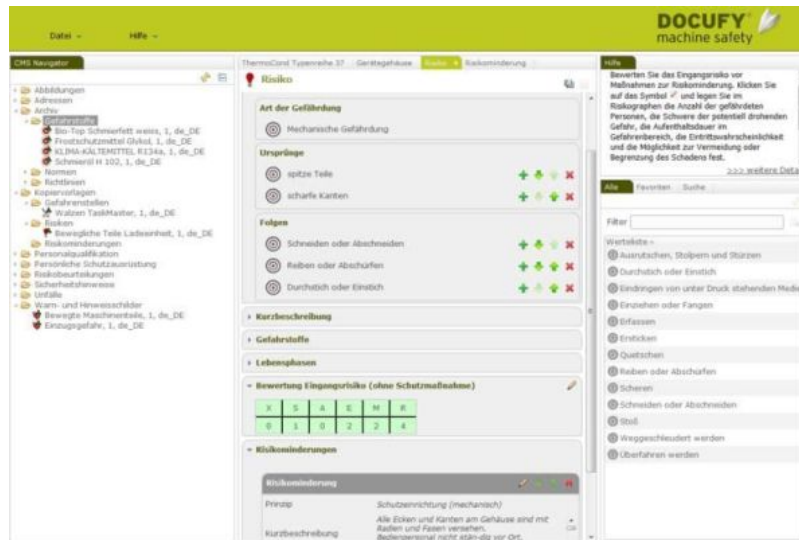 Datei
Hilfe
DOCUFY
machine safety
CMS Navigator
Abbildungen
Adressen
Archiv
Gefahrstoffe
Bio-Top Schmierfett weiss, 1, de_DE
Frostschutzmittel Glykol, 1, de_DE
KLIMA-KÄLTEMITTEL R134a, 1, de_DE
Schmieröl H 102, 1, de_DE
Normen
Richtlinien
Kopiervorlagen
Gefahrenstellen
Walzen TaskMaster, 1, de_DE
Risiken
Bewegliche Teile Ladeeinheit, 1, de_DE
Risikominderungen
Personalqualifikation
Persönliche Schutzausrüstung
Risikobeurteilungen
Sicherheitshinweise
Unfälle
Warn- und Hinweisschilder
Bewegte Maschinenteile, 1, de_DE
Einzugsgefahr, 1, de_DE
ThermoCond Typenreihe 37 Gerätegehäuse Risiko Risikominderung
Risiko
Art der Gefährdung
Mechanische Gefährdung
Ursprünge
spitze Teile
scharfe Kanten
Folgen
Schneiden oder Abschneiden
Reiben oder Abschürfen
Durchstich oder Einstich
Kurzbeschreibung
Gefahrstoffe
Lebensphasen
Bewertung Eingangsrisiko (ohne Schutzmaßnahme)
X S A E M R
0 1 0 2 2 4
Risikominderungen
Risikominderung
Prinzip Schutzeinrichtung (mechanisch)
Kurzbeschreibung Alle Ecken und Kanten am Gehäuse sind mit
Radien und Fasen versehen.
Bedienpersonal nicht stän-dig vor Ort.
Hilfe
Bewerten Sie das Eingangsrisiko vor
Maßnahmen zur Risikominderung. Klicken Sie
auf das Symbol und legen Sie im
Risikographen die Anzahl der gefährdeten
Personen, die Schwere der potentiell drohenden
Gefahr, die Aufenthaltsdauer im
Gefahrenbereich, die Eintrittswahrscheinlichkeit
und die Möglichkeit zur Vermeidung oder
Begrenzung des Schadens fest.
>>> weitere Deta
Alle Favoriten Suche
Filter
Werteliste
Ausrutschen, Stolpern und Stürzen
Durchstich oder Einstich
Eindringen von unter Druck stehenden Medie
Einziehen oder Fangen
Erfassen
Ersticken
Quetschen
Reiben oder Abschürfen
Scheren
Schneiden oder Abschneiden
Stoß
Weggeschleudert werden
Überfahren werden